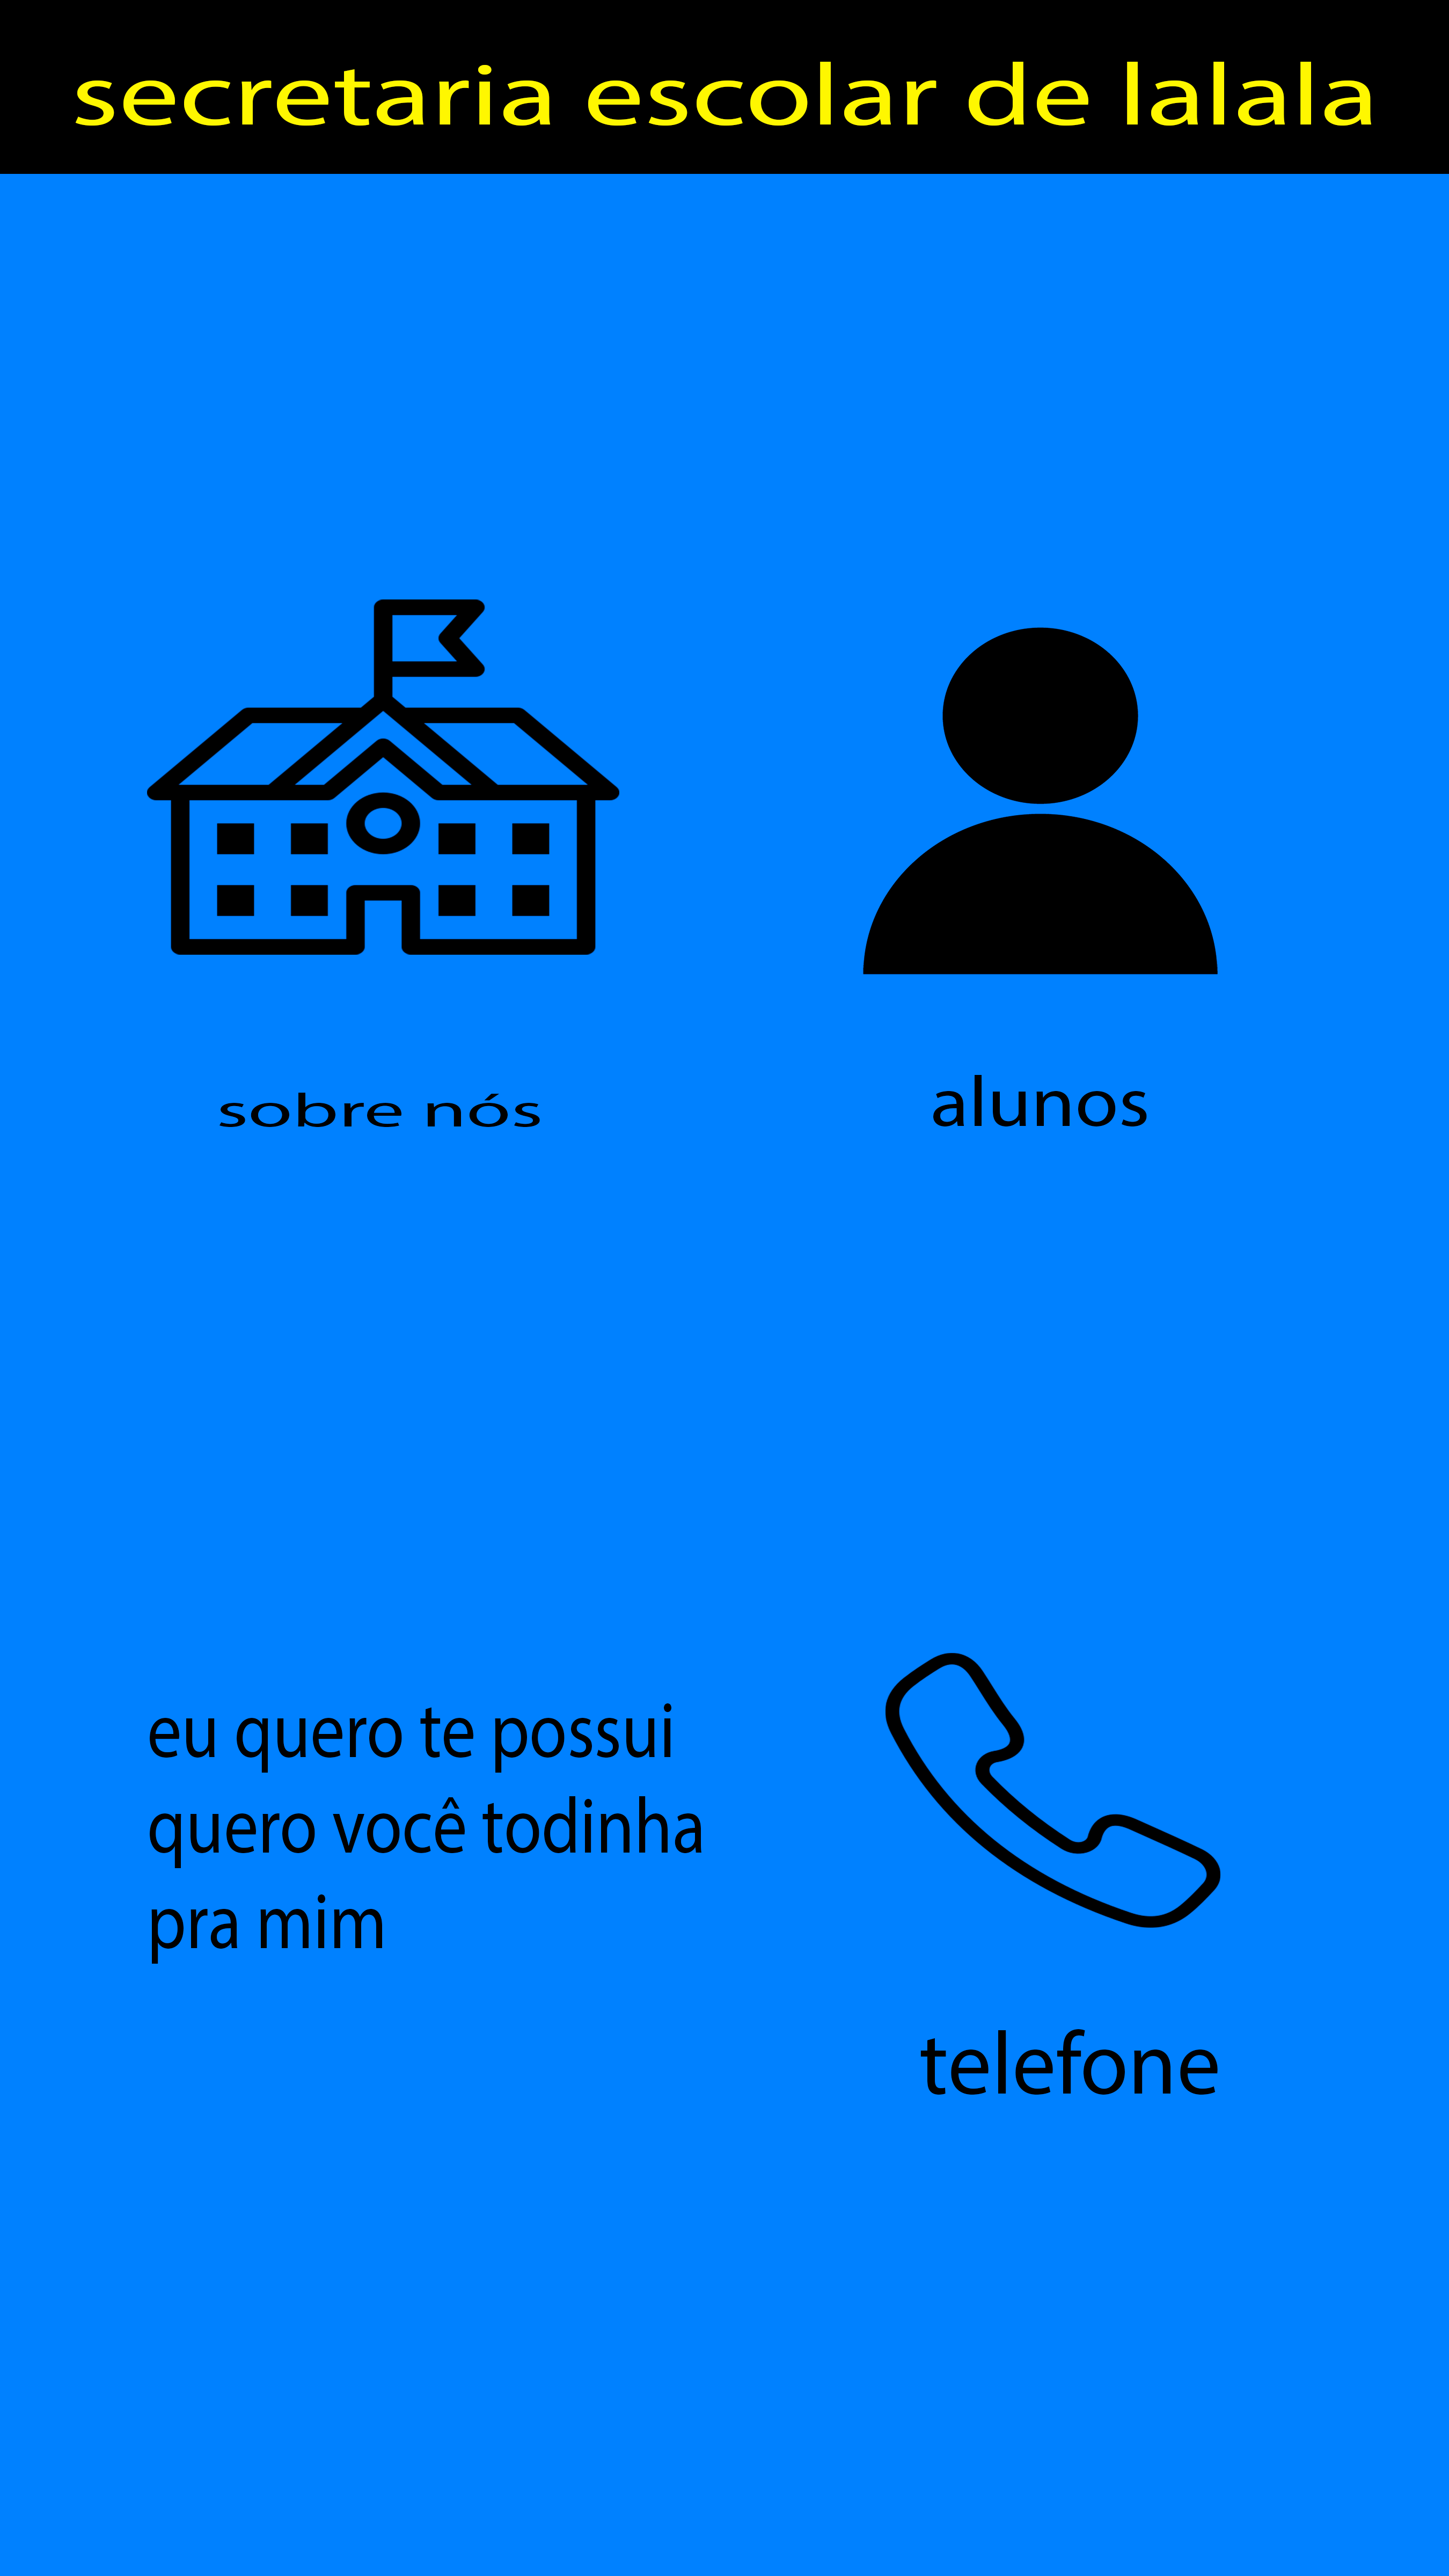 secretaria escolar de lalala
sobre nós
alunos
eu quero te possui
quero você todinha
pra mim
telefone